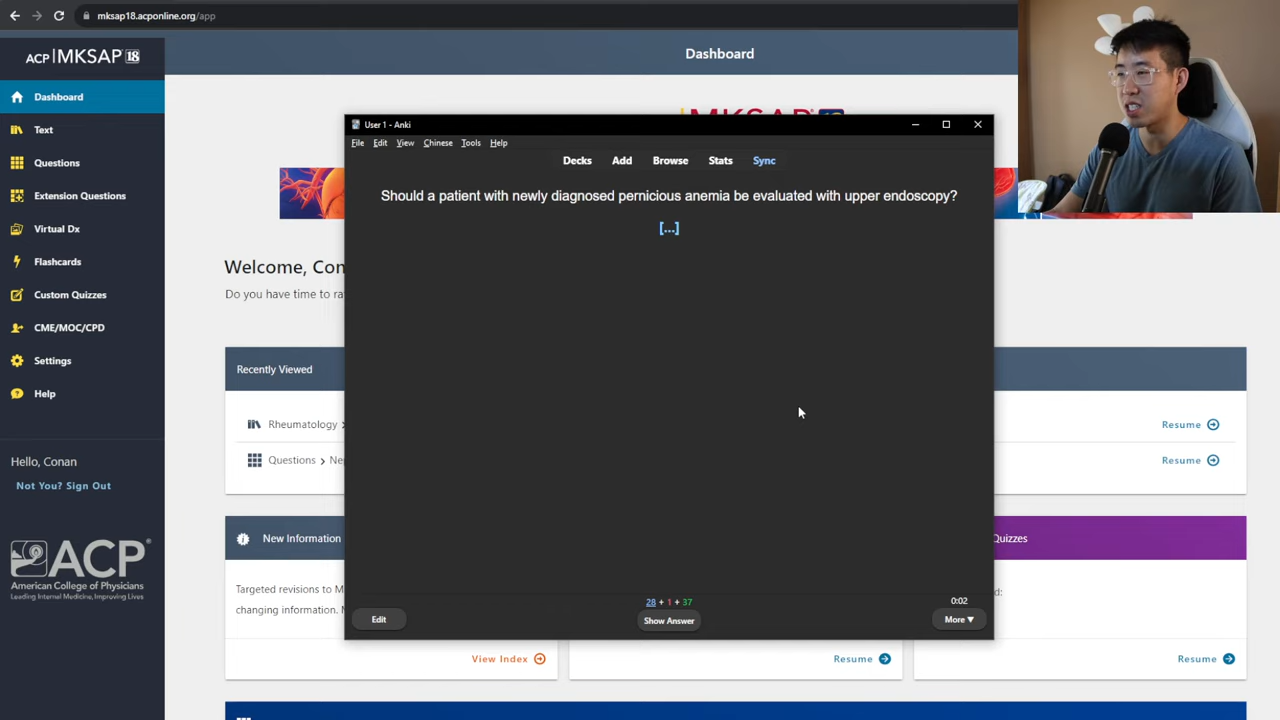 mksap18.acponline.org/app
ACP MKSAP® 18
Dashboard
Dashboard
Text
Questions
Extension Questions
Virtual Dx
Flashcards
Custom Quizzes
CME/MOC/CPD
Settings
Help
Hello, Conan
Not You? Sign Out
ACP®
American College of Physicians
Leading Internal Medicine, Improving Lives
Welcome, Con
Do you have time to
Recently Viewed
Rheumatology
Resume
Questions
Resume
New Information
Targeted revisions to M
changing information.
View Index
Resume
Quizzes
Resume
User 1 - Anki
File Edit View Chinese Tools Help
Decks Add Browse Stats Sync
Should a patient with newly diagnosed pernicious anemia be evaluated with upper endoscopy?
[...]
28 + 1 + 37
0:02
Edit
Show Answer
More ▼